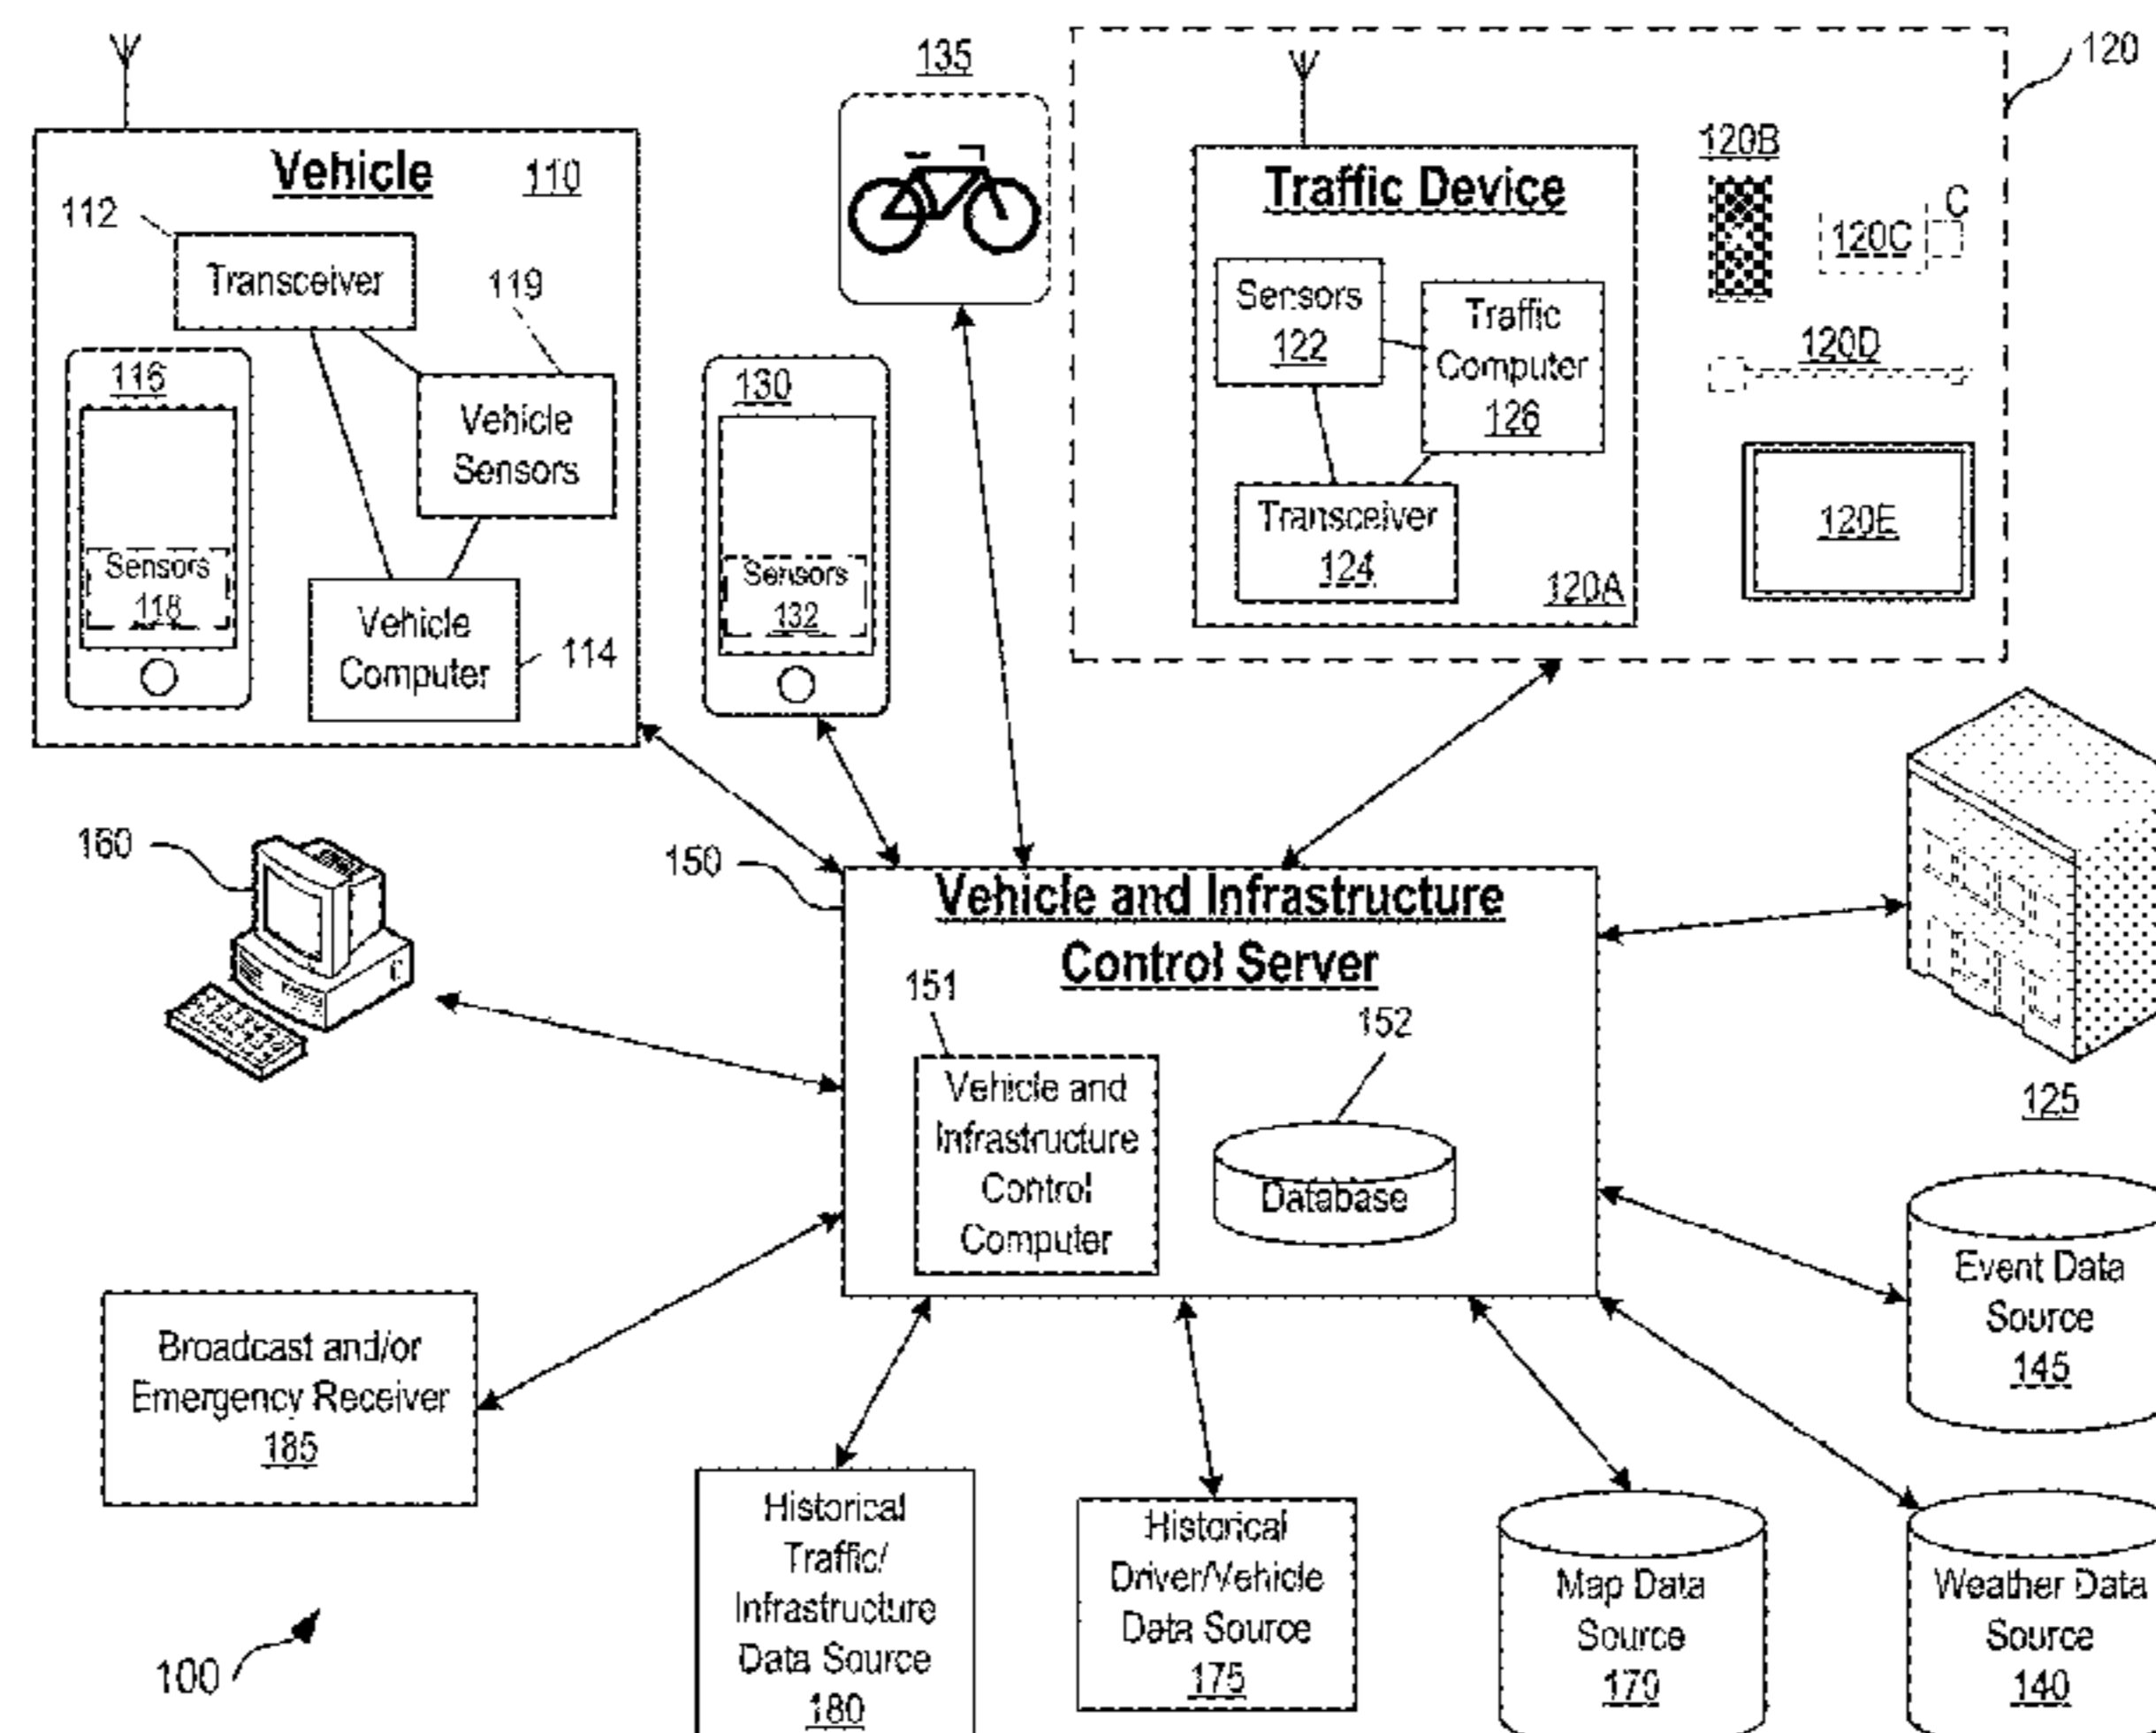 135
120
Vehicle 110
112
Transceiver
119
116
Vehicle
Sensors
Sensors
118
Vehicle
Computer
114
130
Sensors
132
Traffic Device
Sensors
122
Traffic
Computer
126
Transceiver
124
120A
120B
120C
C
120D
120E
160
150
Vehicle and Infrastructure
Control Server
151
152
Vehicle and
Infrastructure
Control
Computer
Database
125
Event Data
Source
145
Broadcast and/or
Emergency Receiver
185
Historical
Traffic/
Infrastructure
Data Source
180
Historical
Driver/Vehicle
Data Source
175
Map Data
Source
170
Weather Data
Source
140
100